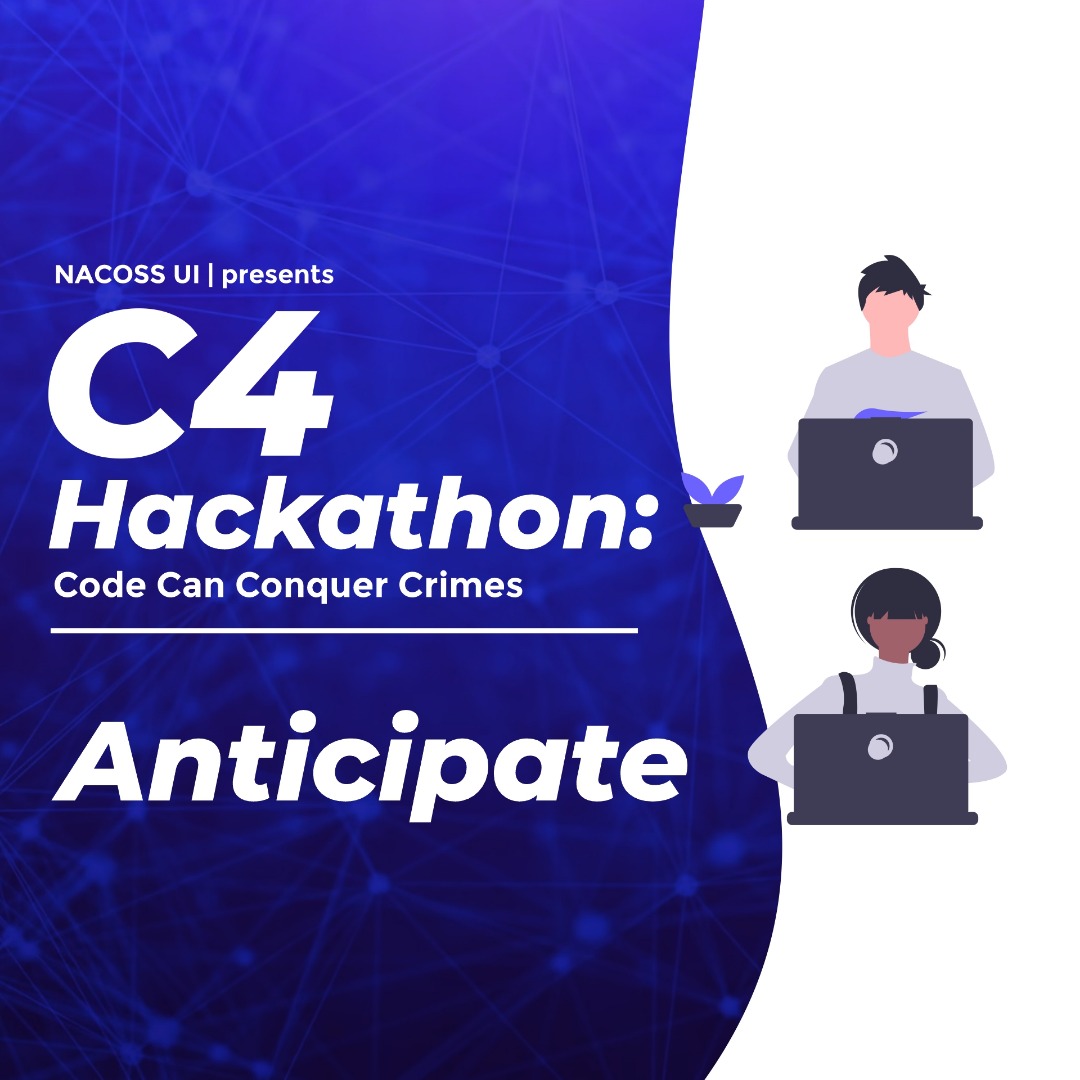 NACOSS UI | presents
C4
Hackathon:
Code Can Conquer Crimes
Anticipate